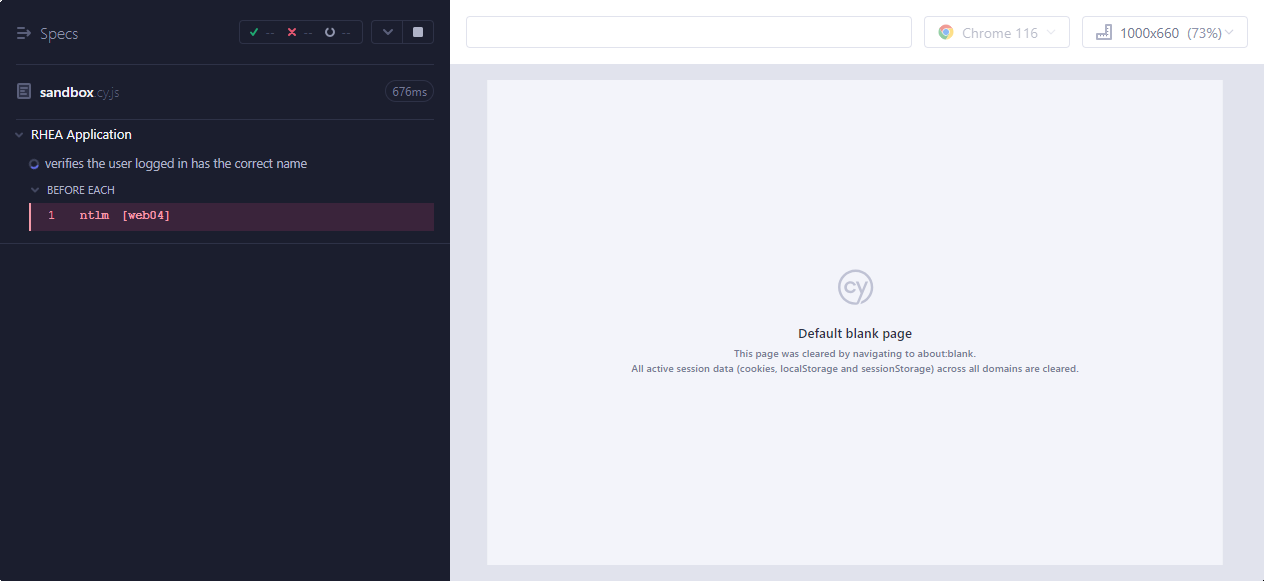 Specs
-- -- --
Chrome 116
1000x660 (73%)
sandbox.cy.js
676ms
RHEA Application
verifies the user logged in has the correct name
BEFORE EACH
1 ntlm [web04]
cy
Default blank page
This page was cleared by navigating to about:blank.
All active session data (cookies, localStorage and sessionStorage) across all domains are cleared.